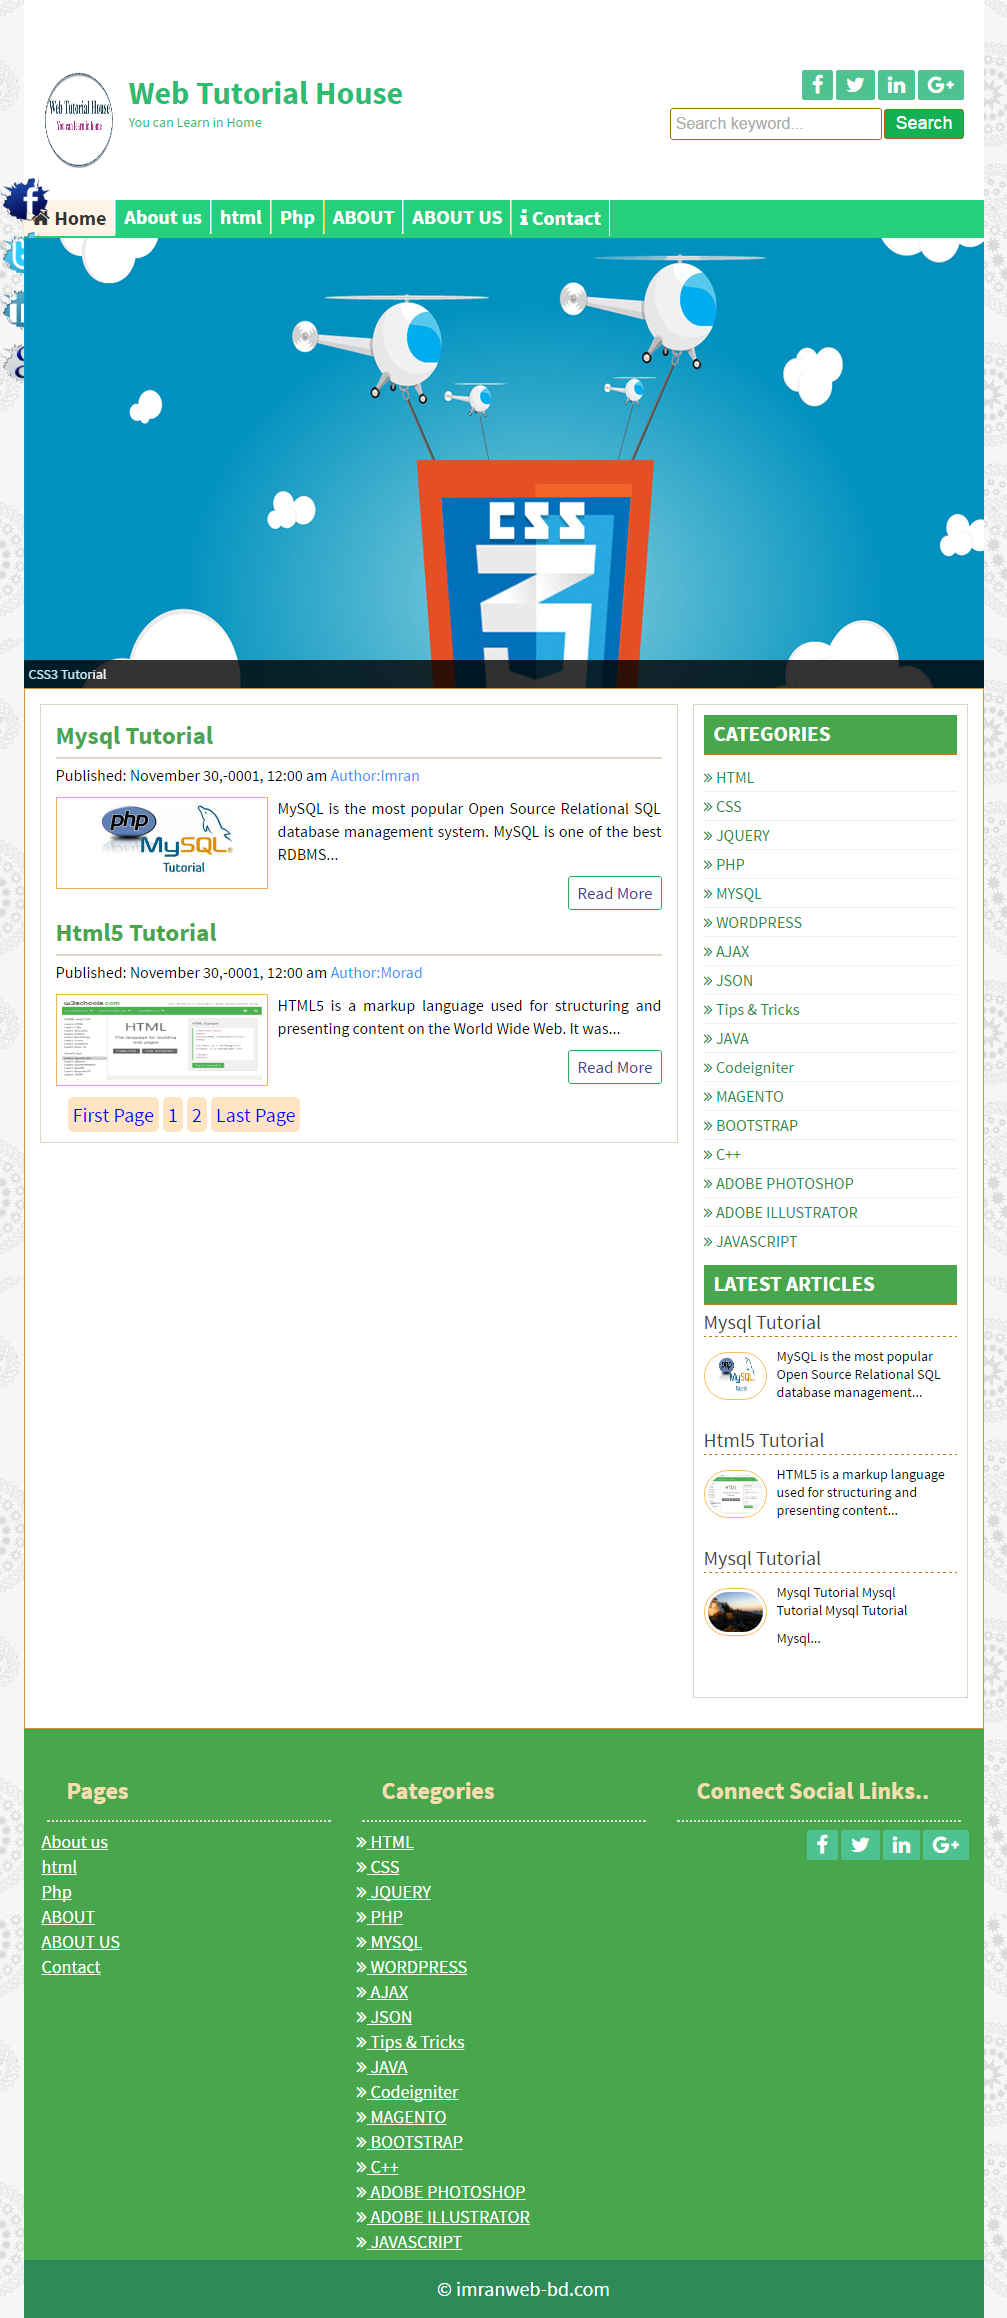 Web Tutorial House
You can learn in home
Web Tutorial House
You can Learn in Home
Search keyword...
Search
Home
About us
html
Php
ABOUT
ABOUT US
Contact
CSS
3
CSS3 Tutorial
Mysql Tutorial
Published: November 30,-0001, 12:00 am Author:Imran
php
MySQL
Tutorial
MySQL is the most popular Open Source Relational SQL
database management system. MySQL is one of the best
RDBMS...
Read More
Html5 Tutorial
Published: November 30,-0001, 12:00 am Author:Morad
w3schools.com
HTML
HTML5 is a markup language used for structuring and
presenting content on the World Wide Web. It was...
Read More
First Page 1 2 Last Page
CATEGORIES
» HTML
» CSS
» JQUERY
» PHP
» MYSQL
» WORDPRESS
» AJAX
» JSON
» Tips & Tricks
» JAVA
» Codeigniter
» MAGENTO
» BOOTSTRAP
» C++
» ADOBE PHOTOSHOP
» ADOBE ILLUSTRATOR
» JAVASCRIPT
LATEST ARTICLES
Mysql Tutorial
php
MySQL
MySQL is the most popular
Open Source Relational SQL
database management...
Html5 Tutorial
HTML5 is a markup language
used for structuring and
presenting content...
Mysql Tutorial
Mysql Tutorial Mysql
Tutorial Mysql Tutorial
Mysql...
Pages
About us
html
Php
ABOUT
ABOUT US
Contact
Categories
» HTML
» CSS
» JQUERY
» PHP
» MYSQL
» WORDPRESS
» AJAX
» JSON
» Tips & Tricks
» JAVA
» Codeigniter
» MAGENTO
» BOOTSTRAP
» C++
» ADOBE PHOTOSHOP
» ADOBE ILLUSTRATOR
» JAVASCRIPT
Connect Social Links..
© imranweb-bd.com